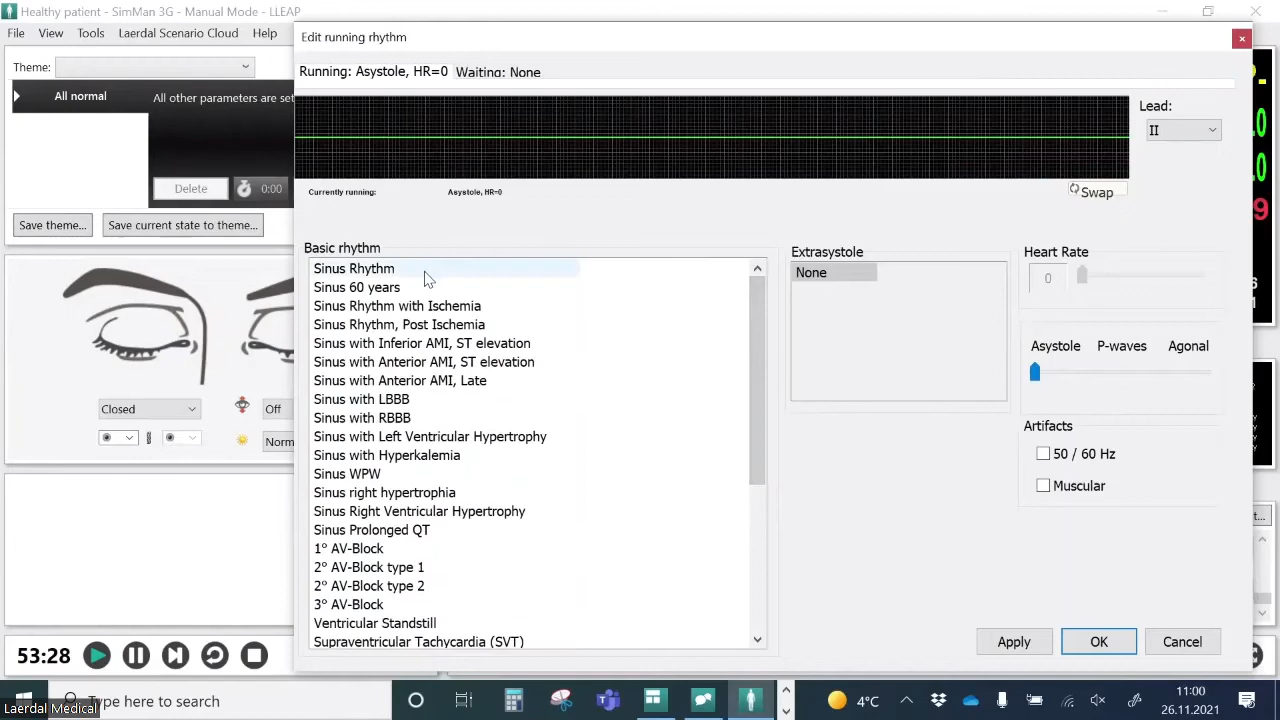 Healthy patient - SimMan 3G - Manual Mode - LLEAP
File View Tools Laerdal Scenario Cloud Help
Theme:
All normal
All other parameters are set
Delete
0:00
Save theme...
Save current state to theme...
Closed
Off
Norm
53:28
Edit running rhythm
Running: Asystole, HR=0
Waiting: None
Lead:
II
Currently running: Asystole, HR=0
Swap
Basic rhythm
Sinus Rhythm
Sinus 60 years
Sinus Rhythm with Ischemia
Sinus Rhythm, Post Ischemia
Sinus with Inferior AMI, ST elevation
Sinus with Anterior AMI, ST elevation
Sinus with Anterior AMI, Late
Sinus with LBBB
Sinus with RBBB
Sinus with Left Ventricular Hypertrophy
Sinus with Hyperkalemia
Sinus WPW
Sinus right hypertrophia
Sinus Right Ventricular Hypertrophy
Sinus Prolonged QT
1° AV-Block
2° AV-Block type 1
2° AV-Block type 2
3° AV-Block
Ventricular Standstill
Supraventricular Tachycardia (SVT)
Extrasystole
None
Heart Rate
0
Asystole P-waves Agonal
Artifacts
50 / 60 Hz
Muscular
Apply
OK
Cancel
Laerdal Medical
ype here to search
4°C
11:00
26.11.2021